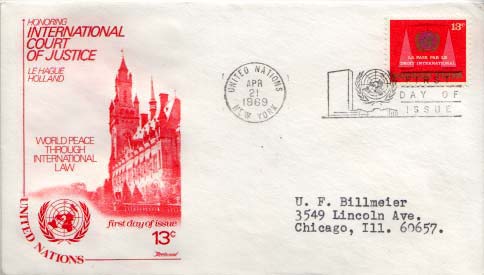 HONORING
INTERNATIONAL
COURT
OF JUSTICE
LE HAGUE
HOLLAND
WORLD PEACE
THROUGH
INTERNATIONAL
LAW
UNITED NATIONS
first day of issue
13c
Fleetwood
UNITED NATIONS
APR
21
1969
NEW YORK
13c
LA PAIX PAR LE
DROIT INTERNATIONAL
FIRST
DAY OF
ISSUE
U. F. Billmeier
3549 Lincoln Ave.
Chicago, Ill. 60657.